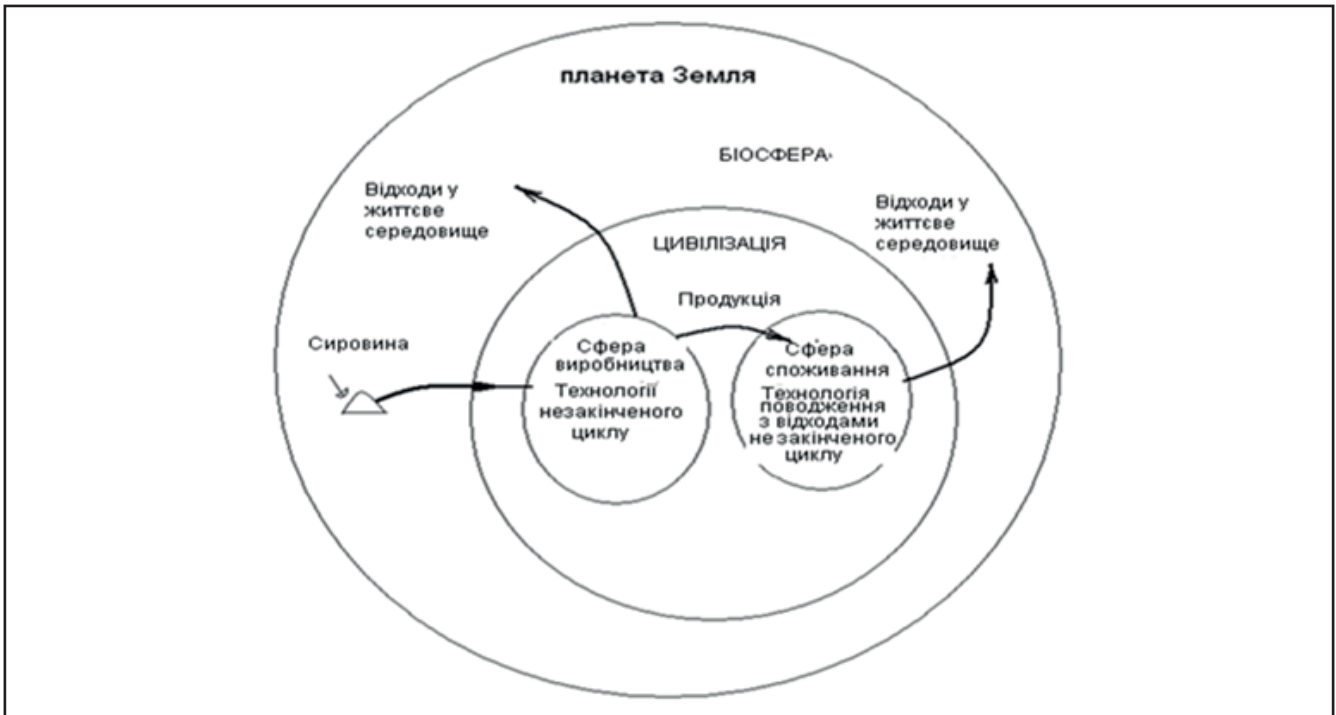 планета Земля
БІОСФЕРА
Відходи у
життєве
середовище
Відходи у
життєве
середовище
ЦИВІЛІЗАЦІЯ
Продукція
Сировина
Сфера
виробництва
Технології
незакінченого
циклу
Сфера
споживання
Технологія
поводження
з відходами
не закінченого
циклу